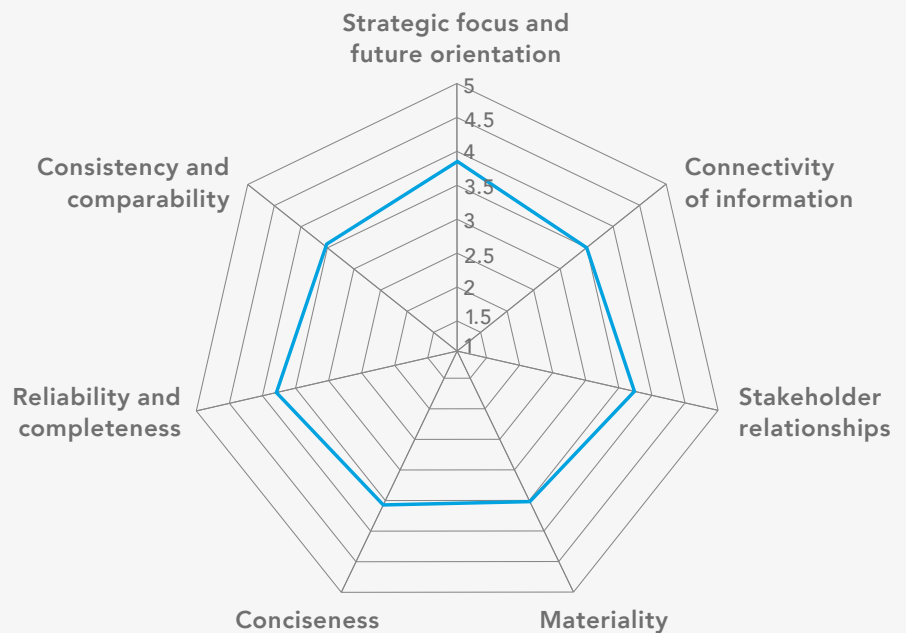 Strategic focus and
future orientation
5
4.5
4
3.5
3
2.5
2
1.5
1
Consistency and
comparability
Connectivity
of information
Reliability and
completeness
Stakeholder
relationships
Conciseness
Materiality